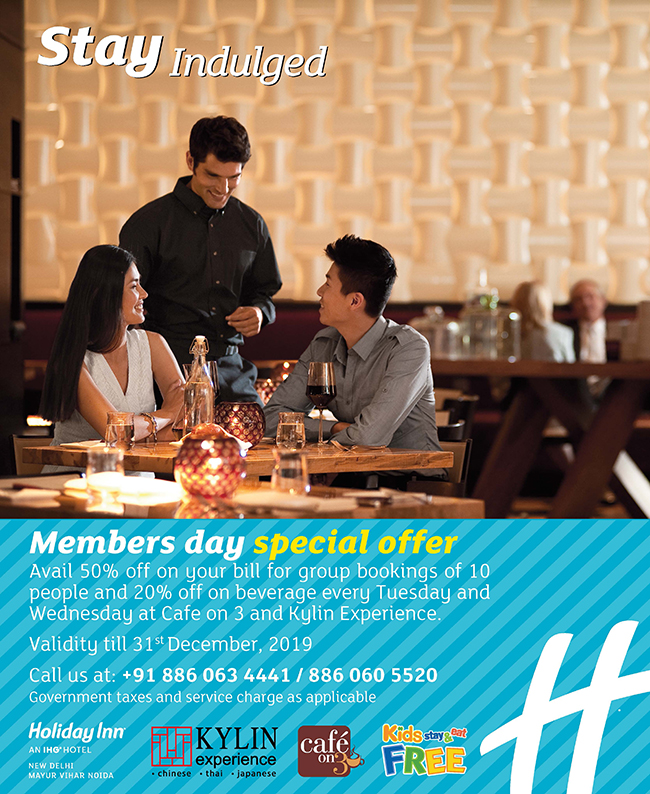 Stay Indulged
Members day special offer
Avail 50% off on your bill for group bookings of 10
people and 20% off on beverage every Tuesday and
Wednesday at Cafe on 3 and Kylin Experience.
Validity till 31st December, 2019
Call us at: +91 886 063 4441 / 886 060 5520
Government taxes and service charge as applicable
Holiday Inn
AN IHG® HOTEL
NEW DELHI
MAYUR VIHAR NOIDA
KYLIN
experience
• chinese • thai • japanese
café
on3
Kids stay & eat
FREE
H